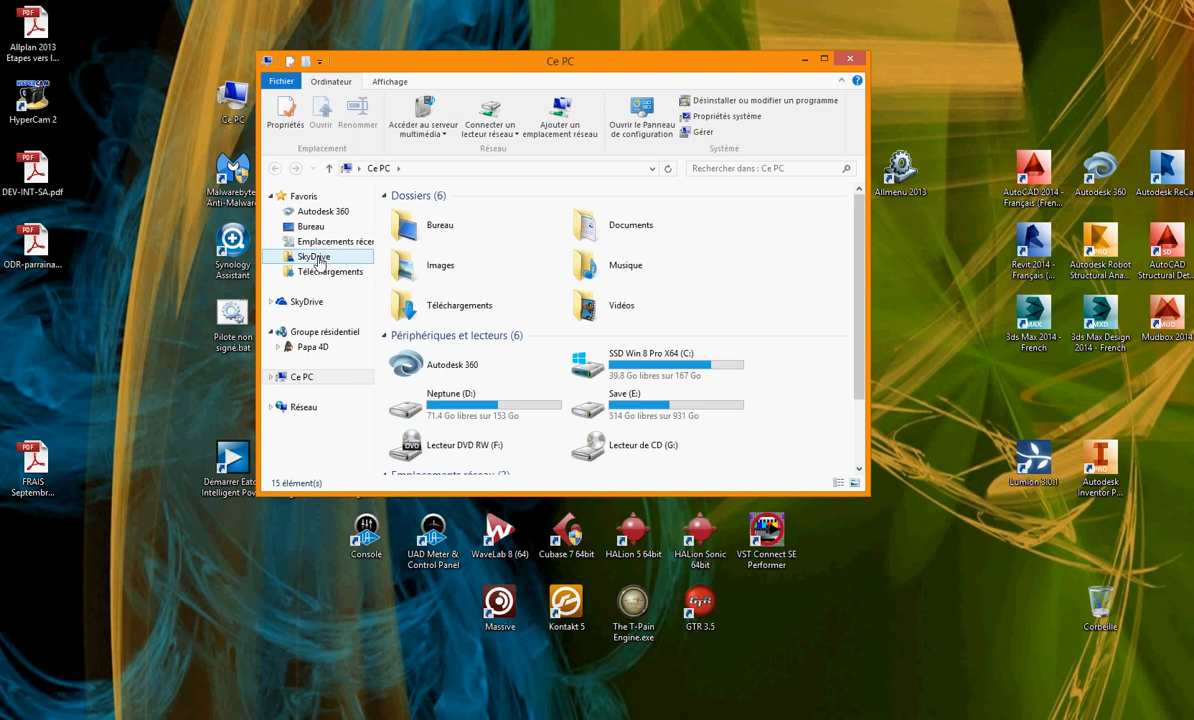 Allplan 2013
Etapes vers l...
HyperCam 2
DEV-INT-SA.pdf
ODR-parraina...
FRAIS
Septembr...
Ce PC
Malwarebyte
Anti-Malwar
Synology
Assistant
Pilote non
signe.bat
Démarrer Eato
Intelligent Pov
Ce PC
Fichier
Ordinateur
Affichage
Propriétés
Ouvrir
Renommer
Emplacement
Accéder au serveur
multimédia
Connecter un
lecteur réseau
Ajouter un
emplacement réseau
Réseau
Ouvrir le Panneau
de configuration
Désinstaller ou modifier un programme
Propriétés système
Gérer
Système
Ce PC
Rechercher dans : Ce PC
Favoris
Autodesk 360
Bureau
Emplacements récer
SkyDrive
Téléchargements
SkyDrive
Groupe résidentiel
Papa 4D
Ce PC
Réseau
Dossiers (6)
Bureau
Documents
Images
Musique
Téléchargements
Vidéos
Périphériques et lecteurs (6)
Autodesk 360
SSD Win 8 Pro X64 (C:)
39.8 Go libres sur 167 Go
Neptune (D:)
71.4 Go libres sur 153 Go
Save (E:)
514 Go libres sur 931 Go
Lecteur DVD RW (F:)
Lecteur de CD (G:)
Emplacements réseau (2)
15 élément(s)
Allmenu 2013
AutoCAD 2014 -
Français (Fren...
Autodesk 360
Autodesk ReCa
Revit 2014 -
Français (...
Autodesk Robot
Structural Ana...
AutoCAD
Structural Det...
3ds Max 2014 -
French
3ds Max Design
2014 - French
Mudbox 2014
Lumion 3.0.1
Autodesk
Inventor P...
Console
UAD Meter &
Control Panel
WaveLab 8 (64)
Cubase 7 64bit
HALion 5 64bit
HALion Sonic
64bit
VST Connect SE
Performer
Massive
Kontakt 5
The T-Pain
Engine.exe
GTR 3.5
Corbeille